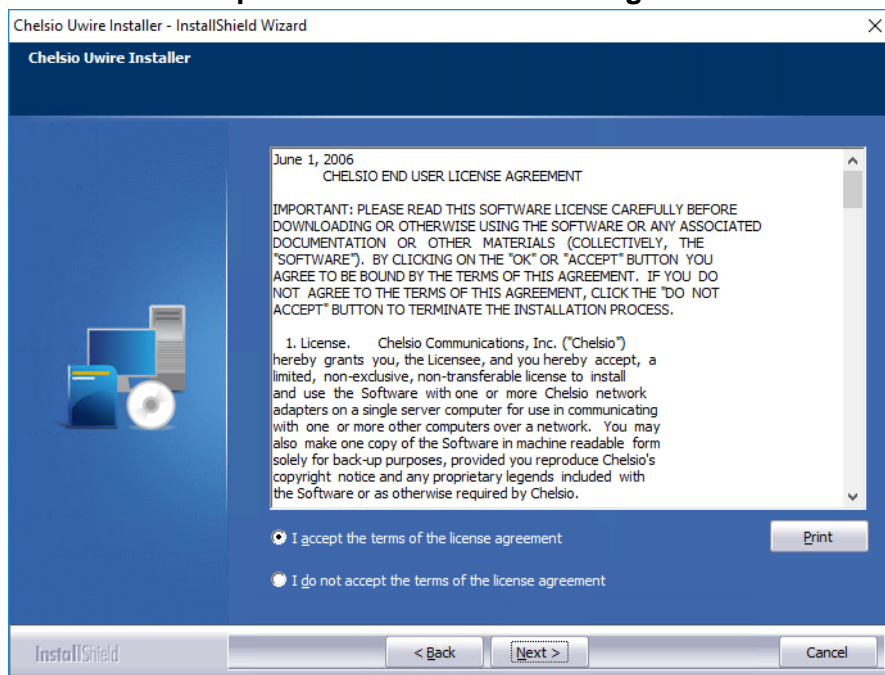 Chelsio Uwire Installer - InstallShield Wizard
Chelsio Uwire Installer
June 1, 2006
CHELSIO END USER LICENSE AGREEMENT
IMPORTANT: PLEASE READ THIS SOFTWARE LICENSE CAREFULLY BEFORE
DOWNLOADING OR OTHERWISE USING THE SOFTWARE OR ANY ASSOCIATED
DOCUMENTATION OR OTHER MATERIALS (COLLECTIVELY, THE
"SOFTWARE"). BY CLICKING ON THE "OK" OR "ACCEPT" BUTTON YOU
AGREE TO BE BOUND BY THE TERMS OF THIS AGREEMENT. IF YOU DO
NOT AGREE TO THE TERMS OF THIS AGREEMENT, CLICK THE "DO NOT
ACCEPT" BUTTON TO TERMINATE THE INSTALLATION PROCESS.
1. License. Chelsio Communications, Inc. ("Chelsio")
hereby grants you, the Licensee, and you hereby accept, a
limited, non-exclusive, non-transferable license to install
and use the Software with one or more Chelsio network
adapters on a single server computer for use in communicating
with one or more other computers over a network. You may
also make one copy of the Software in machine readable form
solely for back-up purposes, provided you reproduce Chelsio's
copyright notice and any proprietary legends included with
the Software or as otherwise required by Chelsio.
I accept the terms of the license agreement
Print
I do not accept the terms of the license agreement
InstallShield
< Back
Next >
Cancel